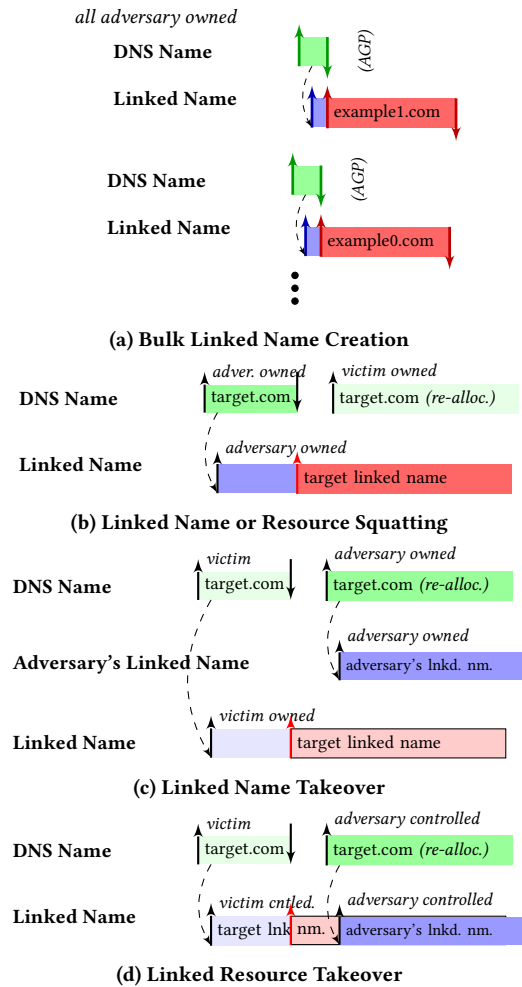 all adversary owned
DNS Name
(AGP)
Linked Name
example1.com
DNS Name
(AGP)
Linked Name
example0.com
(a) Bulk Linked Name Creation
adver. owned
victim owned
DNS Name
target.com
target.com (re-alloc.)
adversary owned
Linked Name
target linked name
(b) Linked Name or Resource Squatting
victim
adversary owned
DNS Name
target.com
target.com (re-alloc.)
adversary owned
Adversary's Linked Name
adversary's lnkd. nm.
victim owned
Linked Name
target linked name
(c) Linked Name Takeover
victim
adversary controlled
DNS Name
target.com
target.com (re-alloc.)
victim cntled.
adversary controlled
Linked Name
target lnk nm.
adversary's lnkd. nm.
(d) Linked Resource Takeover